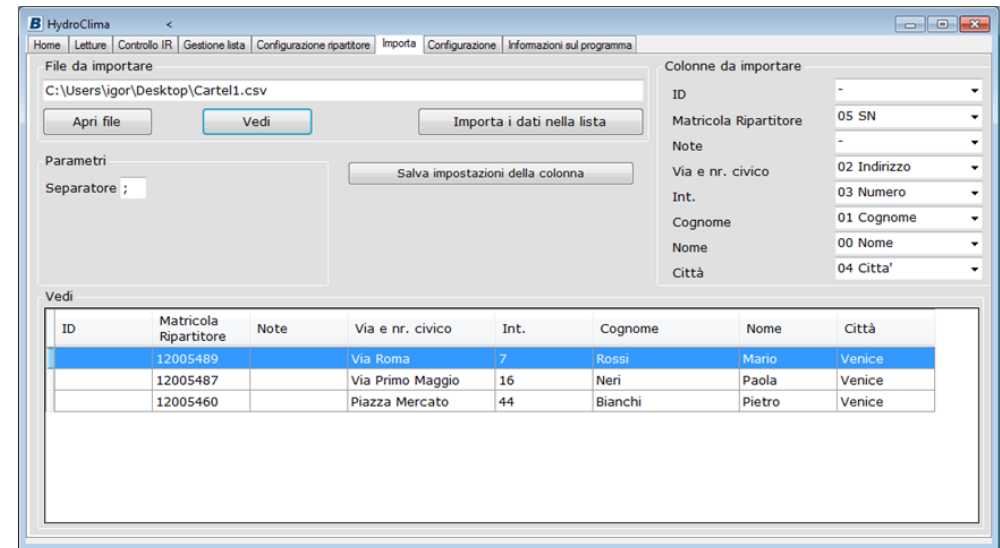 B HydroClima <
Home Letture Controllo IR Gestione lista Configurazione ripartitore Importa Configurazione Informazioni sul programma
File da importare
C:\Users\igor\Desktop\Cartel1.csv
Apri file Vedi Importa i dati nella lista
Parametri
Separatore ;
Salva impostazioni della colonna
Colonne da importare
ID -
Matricola Ripartitore 05 SN
Note -
Via e nr. civico 02 Indirizzo
Int. 03 Numero
Cognome 01 Cognome
Nome 00 Nome
Città 04 Citta'
Vedi
ID Matricola Ripartitore Note Via e nr. civico Int. Cognome Nome Città
12005489 Via Roma 7 Rossi Mario Venice
12005487 Via Primo Maggio 16 Neri Paola Venice
12005460 Piazza Mercato 44 Bianchi Pietro Venice